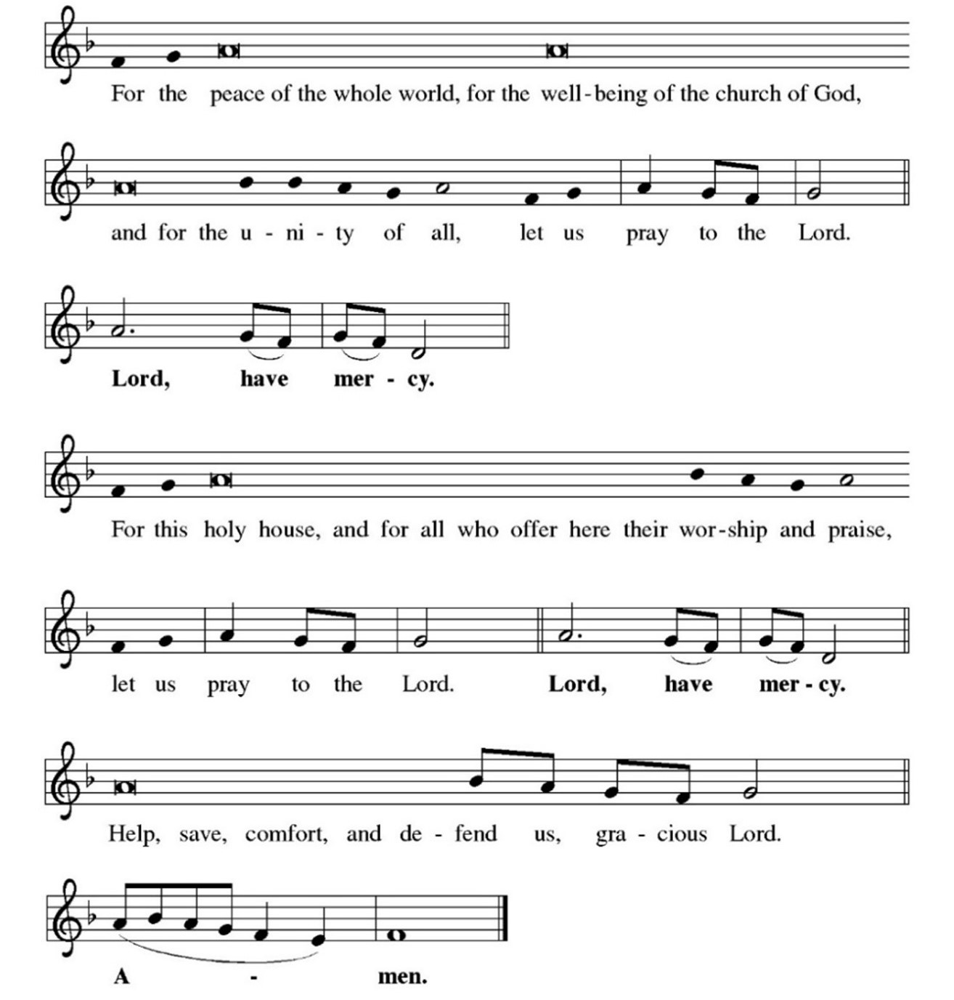 For the peace of the whole world, for the well-being of the church of God,
and for the u - ni - ty of all, let us pray to the Lord.
Lord, have mer - cy.
For this holy house, and for all who offer here their wor-ship and praise,
let us pray to the Lord. Lord, have mer - cy.
Help, save, comfort, and de - fend us, gra - cious Lord.
A - men.